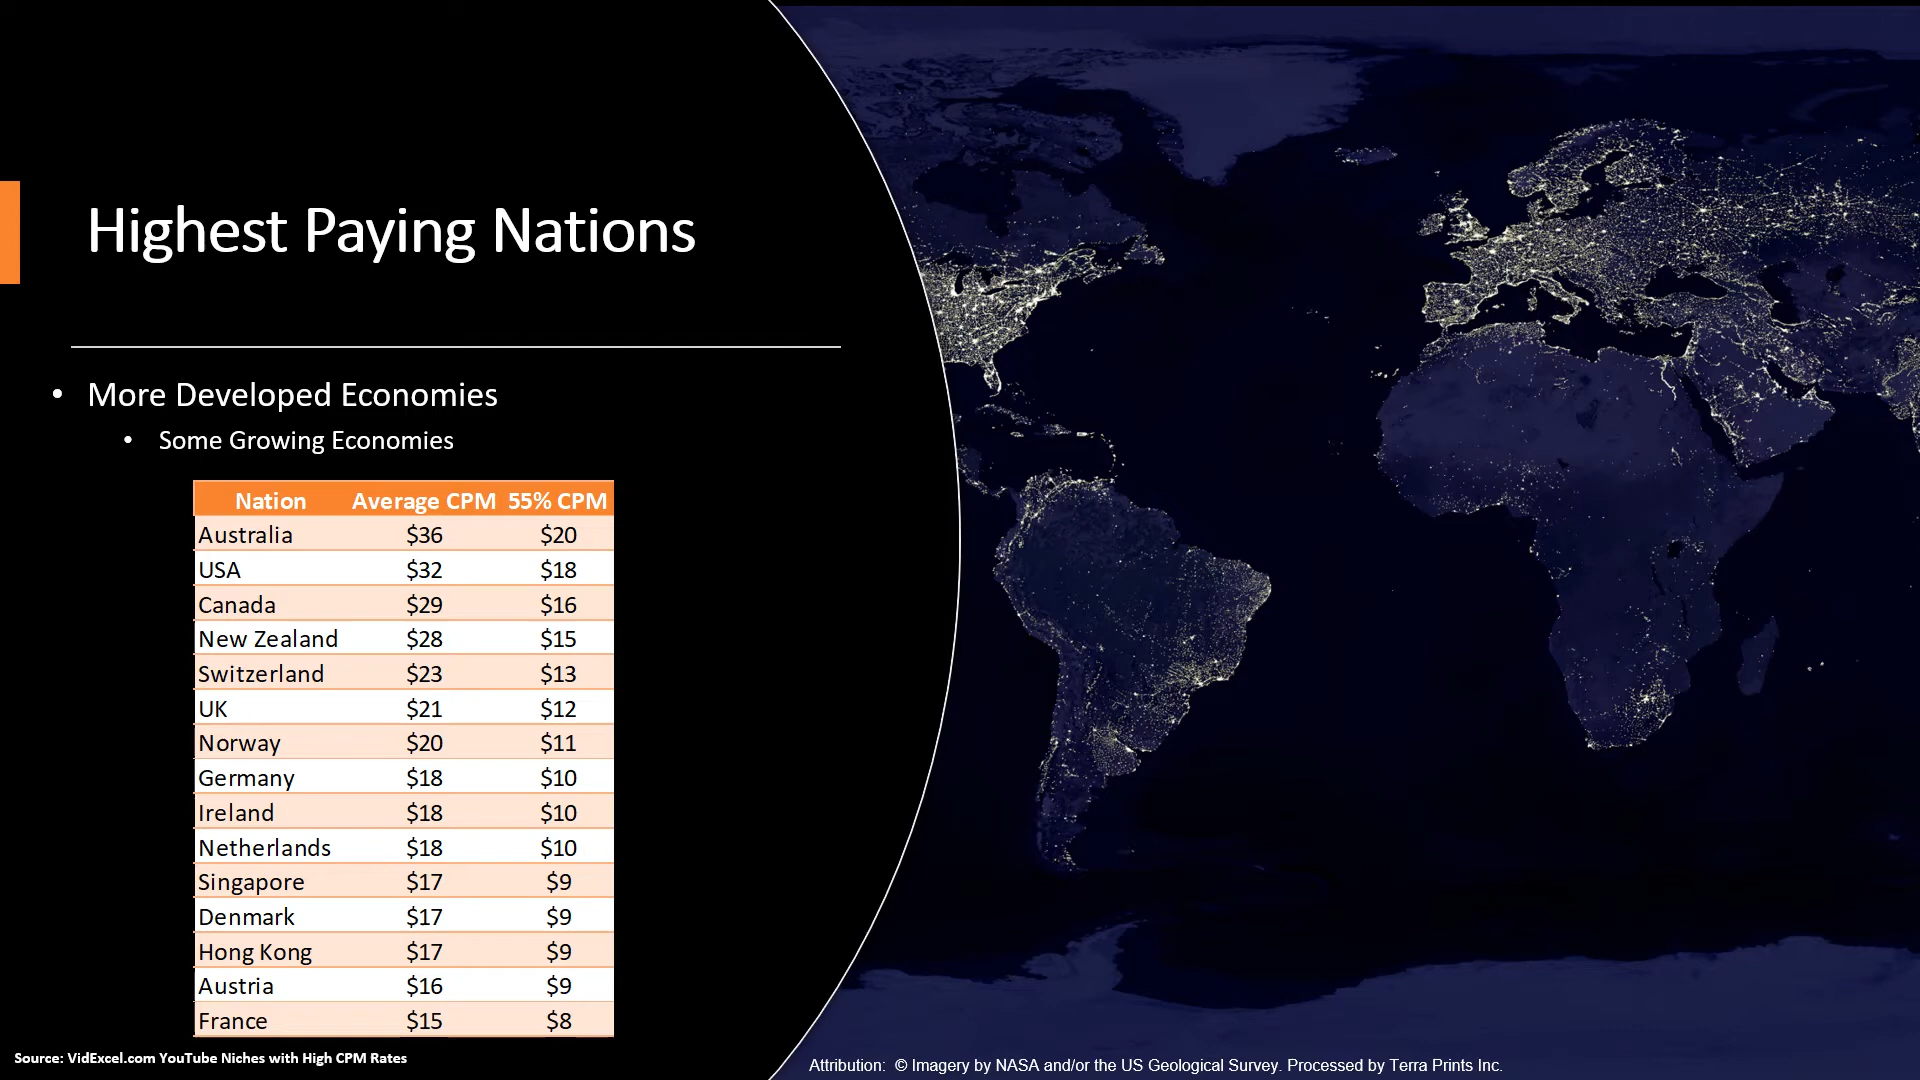 Highest Paying Nations
• More Developed Economies
• Some Growing Economies
Nation Average CPM 55% CPM
Australia $36 $20
USA $32 $18
Canada $29 $16
New Zealand $28 $15
Switzerland $23 $13
UK $21 $12
Norway $20 $11
Germany $18 $10
Ireland $18 $10
Netherlands $18 $10
Singapore $17 $9
Denmark $17 $9
Hong Kong $17 $9
Austria $16 $9
France $15 $8
Source: VidExcel.com YouTube Niches with High CPM Rates
Attribution: © Imagery by NASA and/or the US Geological Survey. Processed by Terra Prints Inc.